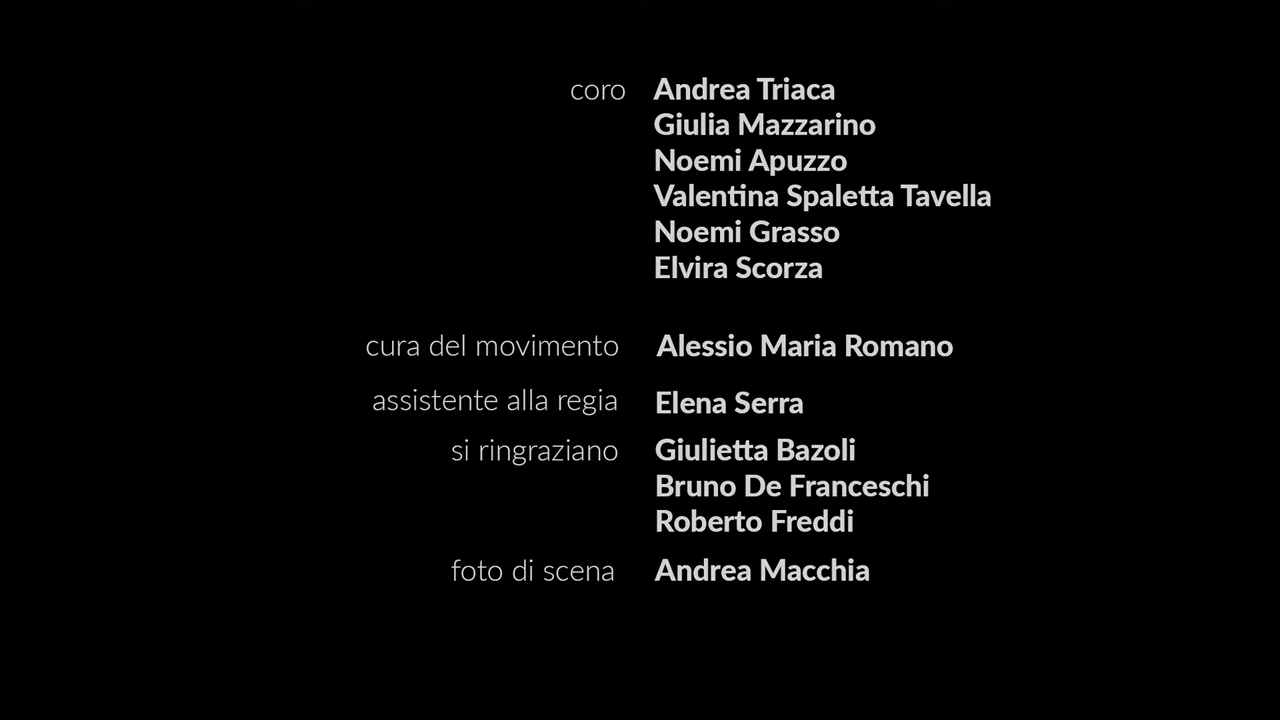 coro Andrea Triaca
Giulia Mazzarino
Noemi Apuzzo
Valentina Spaletta Tavella
Noemi Grasso
Elvira Scorza
cura del movimento Alessio Maria Romano
assistente alla regia Elena Serra
si ringraziano Giulietta Bazoli
Bruno De Franceschi
Roberto Freddi
foto di scena Andrea Macchia